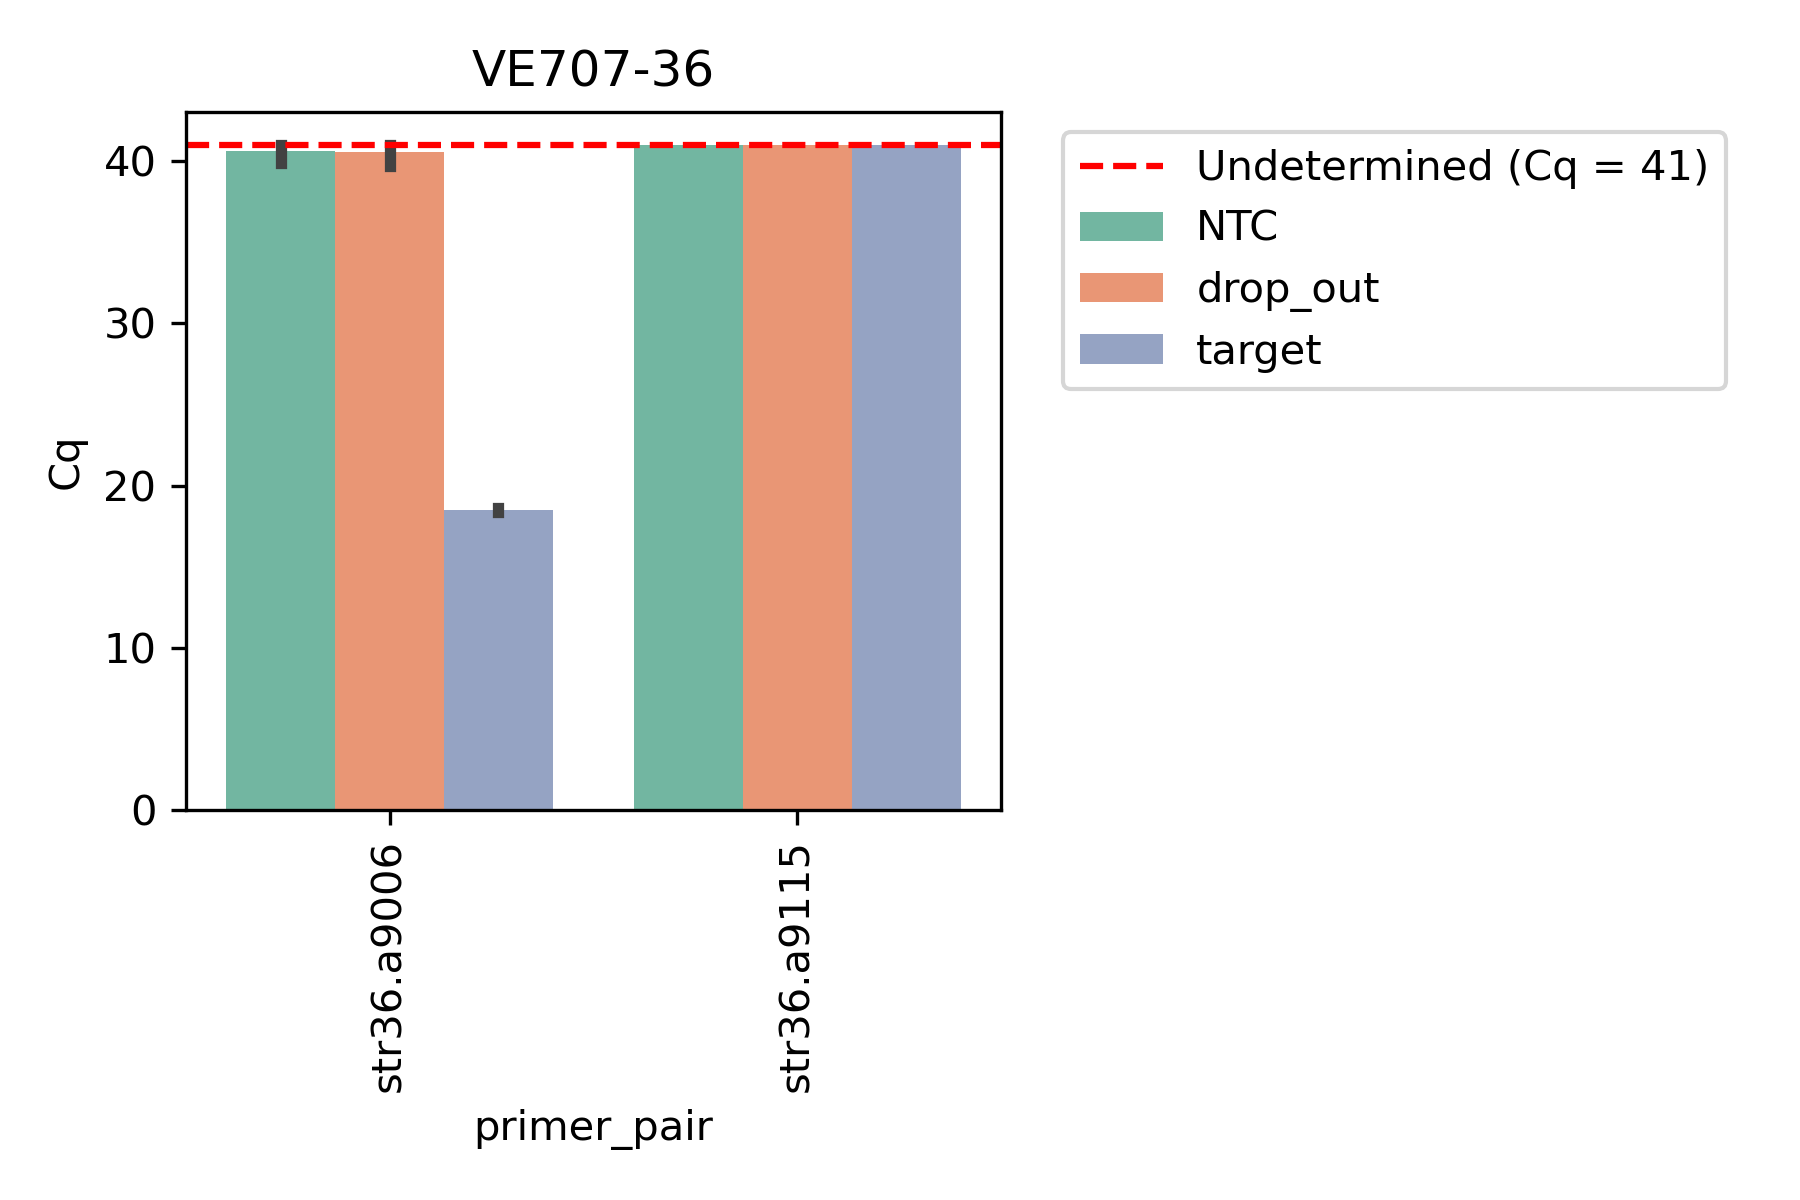 VE707-36
Undetermined (Cq = 41)
NTC
drop_out
target
Cq
40
30
20
10
0
str36.a9006
str36.a9115
primer_pair